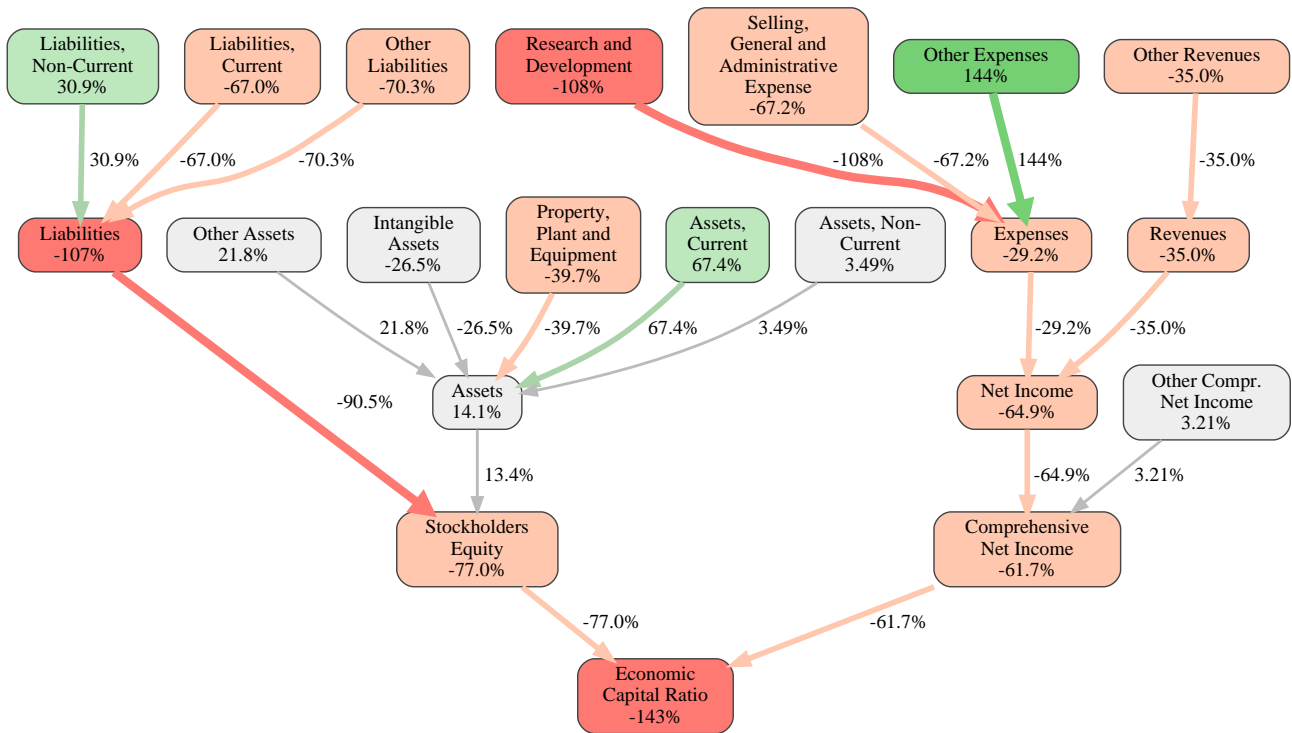 Liabilities,
Non-Current
30.9%
Liabilities,
Current
-67.0%
Other
Liabilities
-70.3%
Research and
Development
-108%
Selling,
General and
Administrative
Expense
-67.2%
Other Expenses
144%
Other Revenues
-35.0%
30.9%
-67.0%
-70.3%
-108%
-67.2%
144%
-35.0%
Liabilities
-107%
Other Assets
21.8%
Intangible
Assets
-26.5%
Property,
Plant and
Equipment
-39.7%
Assets,
Current
67.4%
Assets, Non-
Current
3.49%
Expenses
-29.2%
Revenues
-35.0%
21.8%
-26.5%
-39.7%
67.4%
3.49%
-29.2%
-35.0%
-90.5%
Assets
14.1%
Net Income
-64.9%
Other Compr.
Net Income
3.21%
13.4%
-64.9%
3.21%
Stockholders
Equity
-77.0%
Comprehensive
Net Income
-61.7%
-77.0%
-61.7%
Economic
Capital Ratio
-143%